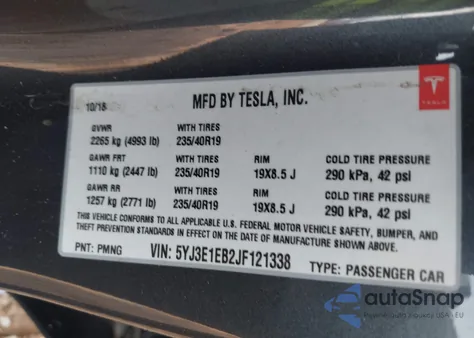 10/18 MFD BY TESLA, INC.
TESLA
GVWR WITH TIRES
2265 kg (4993 lb) 235/40R19
GAWR FRT WITH TIRES RIM COLD TIRE PRESSURE
1110 kg (2447 lb) 235/40R19 19X8.5 J 290 kPa, 42 psi
GAWR RR WITH TIRES RIM COLD TIRE PRESSURE
1257 kg (2771 lb) 235/40R19 19X8.5 J 290 kPa, 42 psi
THIS VEHICLE CONFORMS TO ALL APPLICABLE U.S. FEDERAL MOTOR VEHICLE SAFETY, BUMPER, AND
THEFT PREVENTION STANDARDS IN EFFECT ON THE DATE OF MANUFACTURE SHOWN ABOVE.
PNT: PMNG VIN: 5YJ3E1EB2JF121338 TYPE: PASSENGER CAR
autoSnap
USA - EU